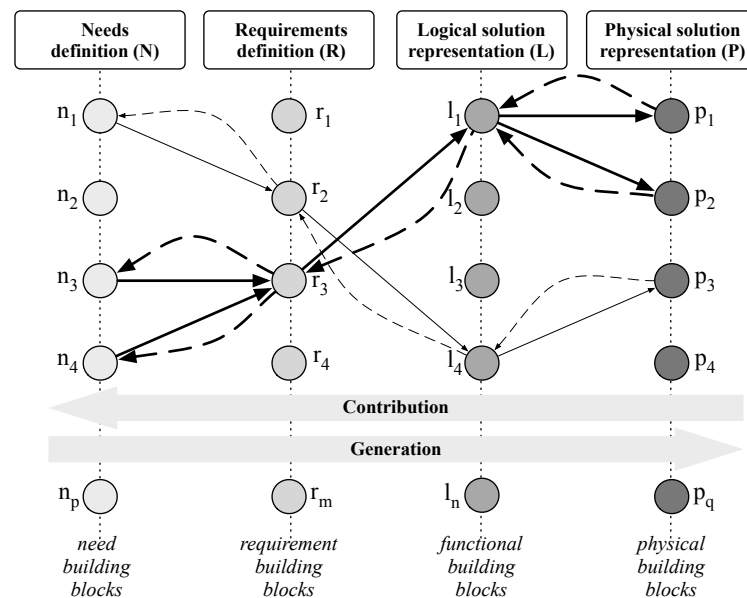 Needs
definition (N)
Requirements
definition (R)
Logical solution
representation (L)
Physical solution
representation (P)
n1 r1 l1 p1
n2 r2 l2 p2
n3 r3 l3 p3
n4 r4 l4 p4
Contribution
Generation
np rm ln pq
need
building
blocks
requirement
building
blocks
functional
building
blocks
physical
building
blocks